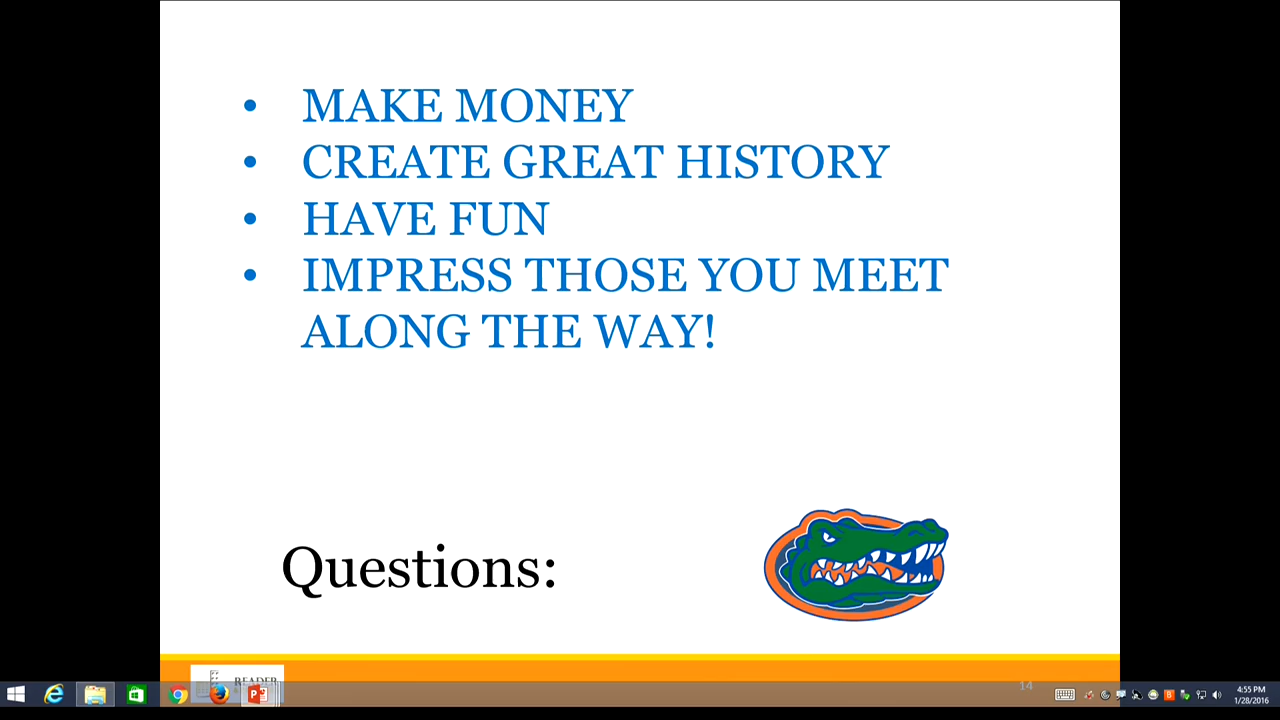 • MAKE MONEY
• CREATE GREAT HISTORY
• HAVE FUN
• IMPRESS THOSE YOU MEET
ALONG THE WAY!
Questions:
READER
14
4:55 PM
1/28/2016